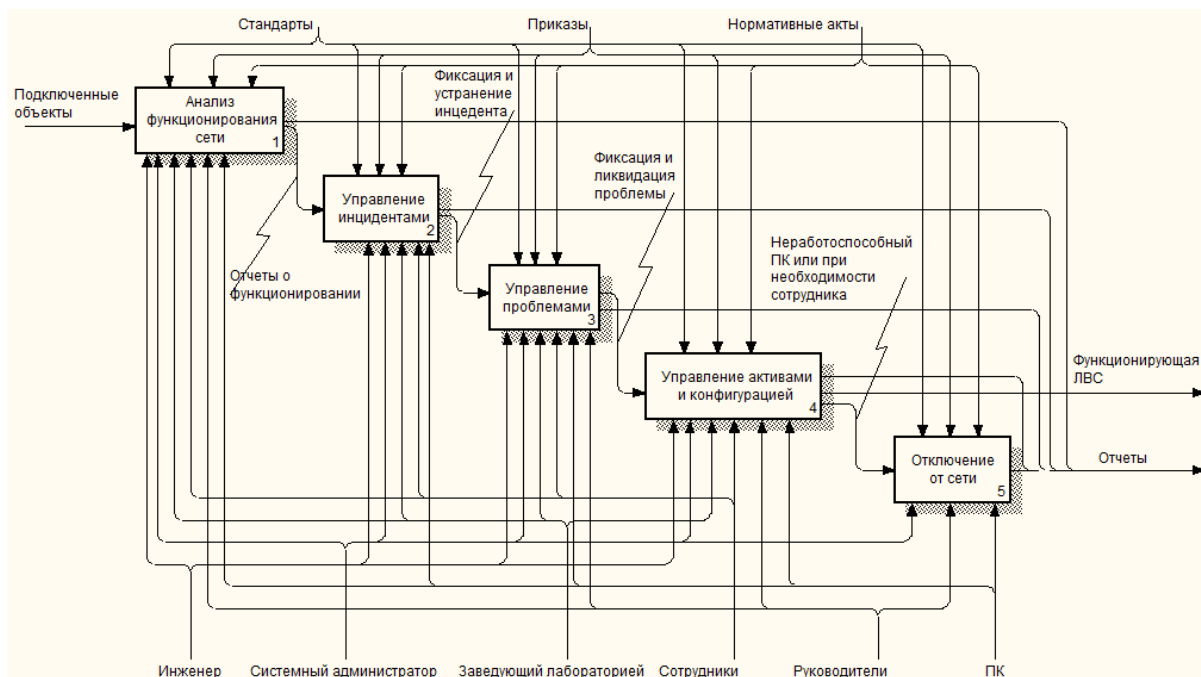 Стандарты
Приказы
Нормативные акты
Подключенные
объекты
Анализ
функционирования
сети
1
Фиксация и
устранение
инцедента
Управление
инцидентами
2
Фиксация и
ликвидация
проблемы
Отчеты о
функционировании
Управление
проблемами
3
Неработоспособный
ПК или при
необходимости
сотрудника
Управление активами
и конфигурацией
4
Функционирующая
ЛВС
Отключение
от сети
5
Отчеты
Инженер
Системный администратор
Заведующий лабораторией
Сотрудники
Руководители
ПК